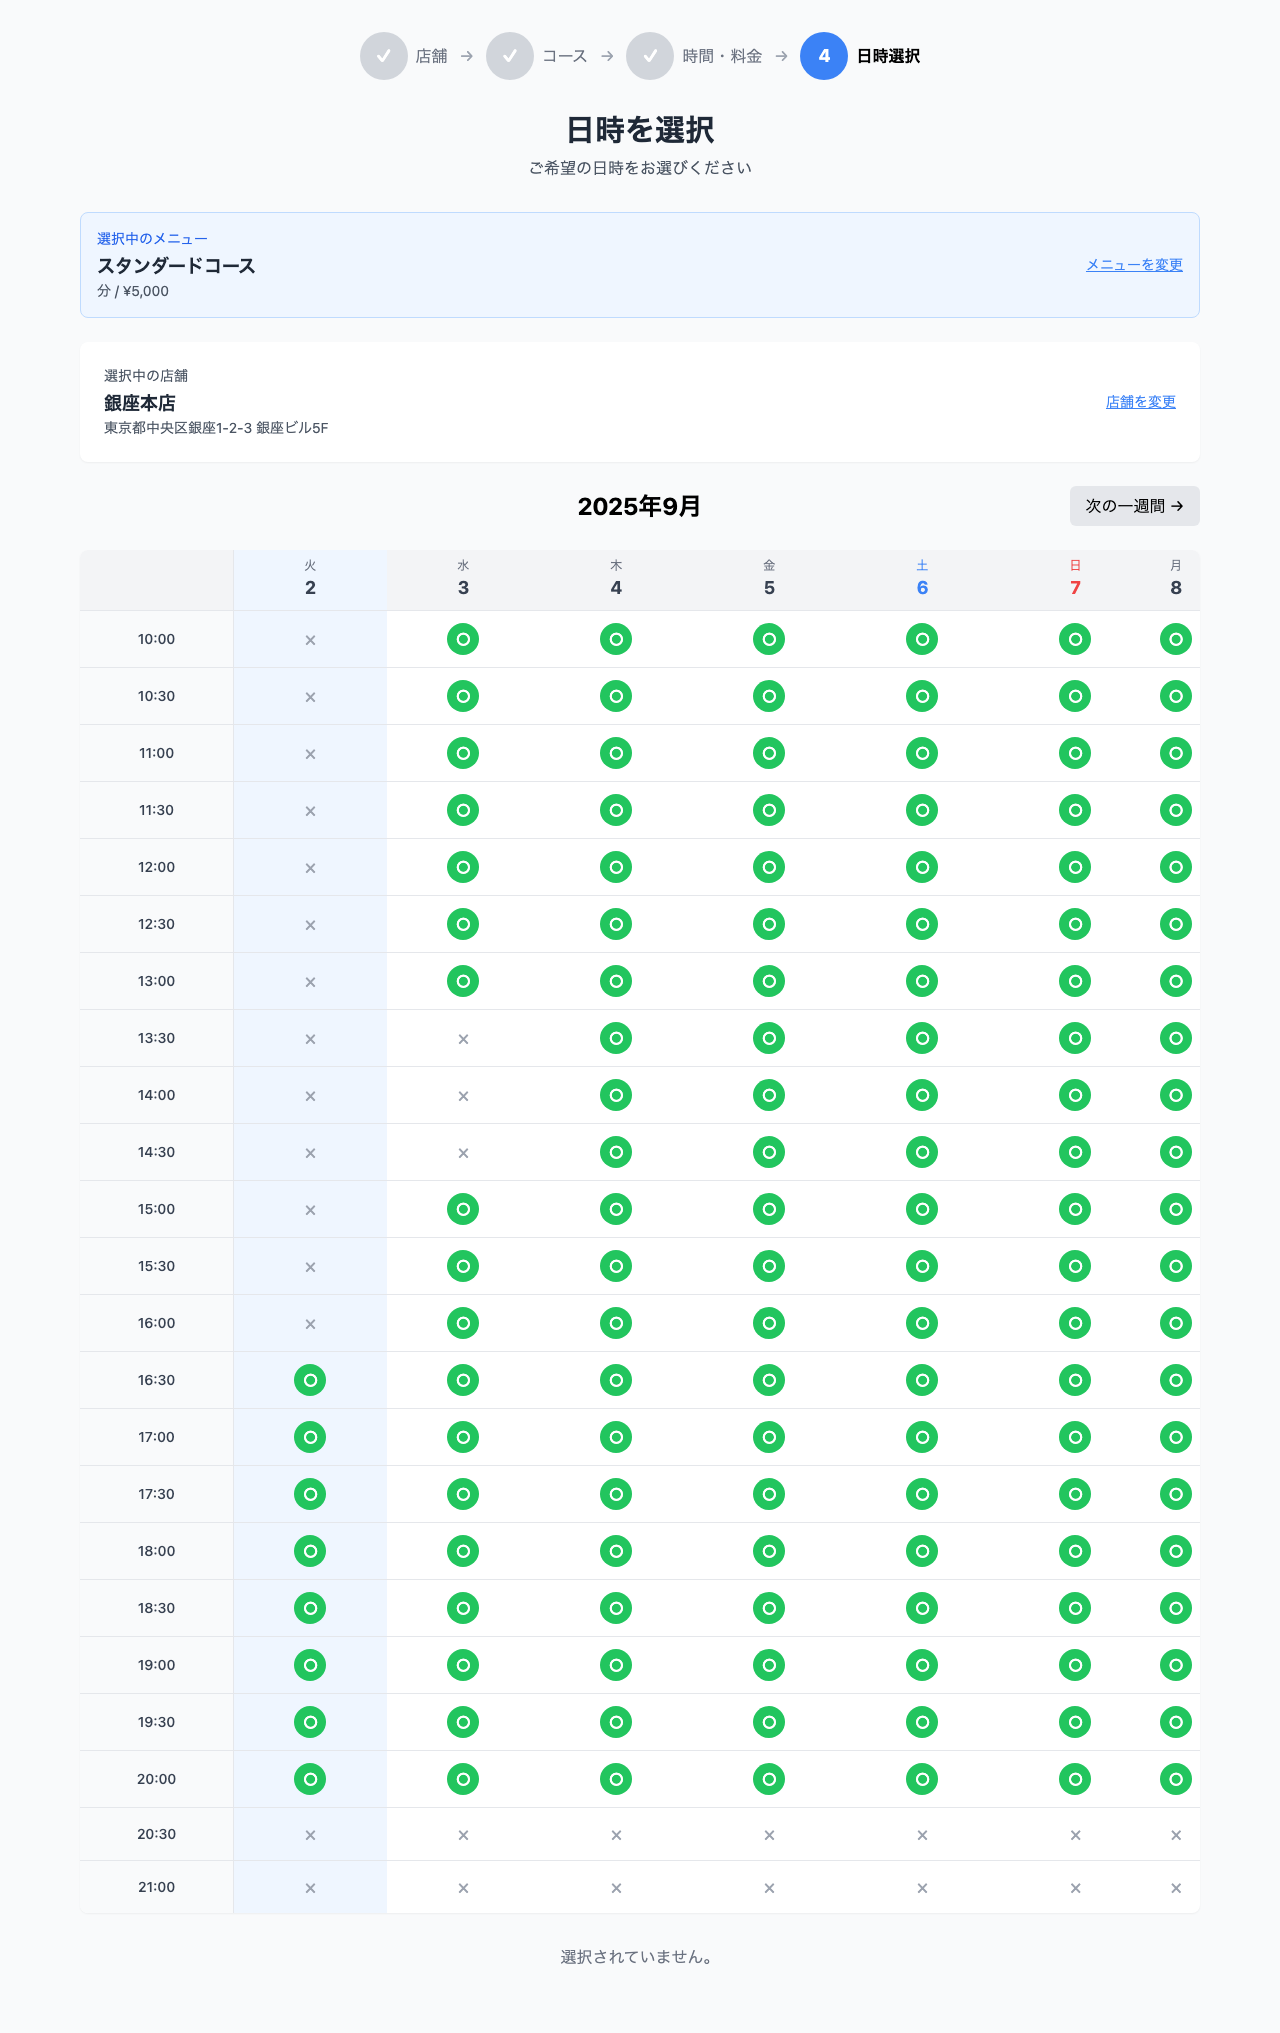 ✓ 店舗 → ✓ コース → ✓ 時間・料金 → 4 日時選択
日時を選択
ご希望の日時をお選びください
選択中のメニュー
スタンダードコース
分 / ¥5,000
メニューを変更
選択中の店舗
銀座本店
東京都中央区銀座1-2-3 銀座ビル5F
店舗を変更
2025年9月
次の一週間 →
火 水 木 金 土 日 月
2 3 4 5 6 7 8
10:00 × ○ ○ ○ ○ ○ ○
10:30 × ○ ○ ○ ○ ○ ○
11:00 × ○ ○ ○ ○ ○ ○
11:30 × ○ ○ ○ ○ ○ ○
12:00 × ○ ○ ○ ○ ○ ○
12:30 × ○ ○ ○ ○ ○ ○
13:00 × ○ ○ ○ ○ ○ ○
13:30 × × ○ ○ ○ ○ ○
14:00 × × ○ ○ ○ ○ ○
14:30 × × ○ ○ ○ ○ ○
15:00 × ○ ○ ○ ○ ○ ○
15:30 × ○ ○ ○ ○ ○ ○
16:00 × ○ ○ ○ ○ ○ ○
16:30 ○ ○ ○ ○ ○ ○ ○
17:00 ○ ○ ○ ○ ○ ○ ○
17:30 ○ ○ ○ ○ ○ ○ ○
18:00 ○ ○ ○ ○ ○ ○ ○
18:30 ○ ○ ○ ○ ○ ○ ○
19:00 ○ ○ ○ ○ ○ ○ ○
19:30 ○ ○ ○ ○ ○ ○ ○
20:00 ○ ○ ○ ○ ○ ○ ○
20:30 × × × × × × ×
21:00 × × × × × × ×
選択されていません。